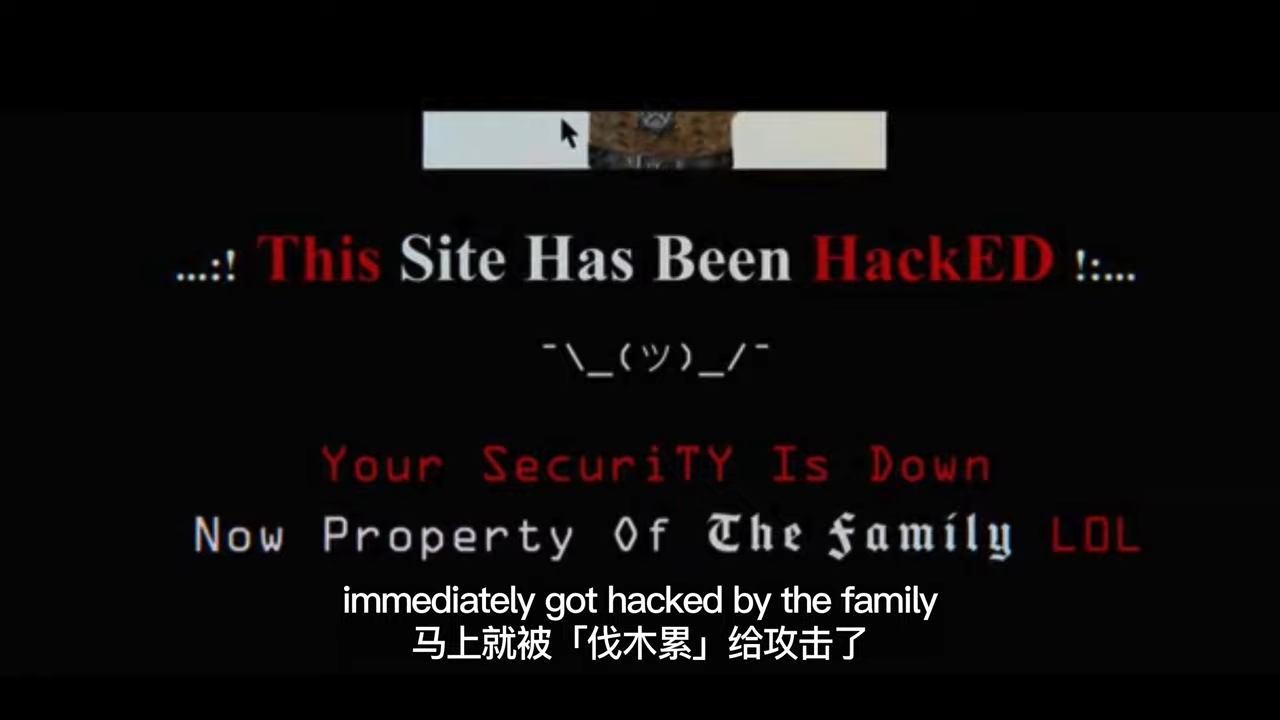 ...:! This Site Has Been HackED !:...
¯\_(ツ)_/¯
Your SecuriTY Is Down
Now Property Of The Family LOL
immediately got hacked by the family
马上就被「伐木累」给攻击了